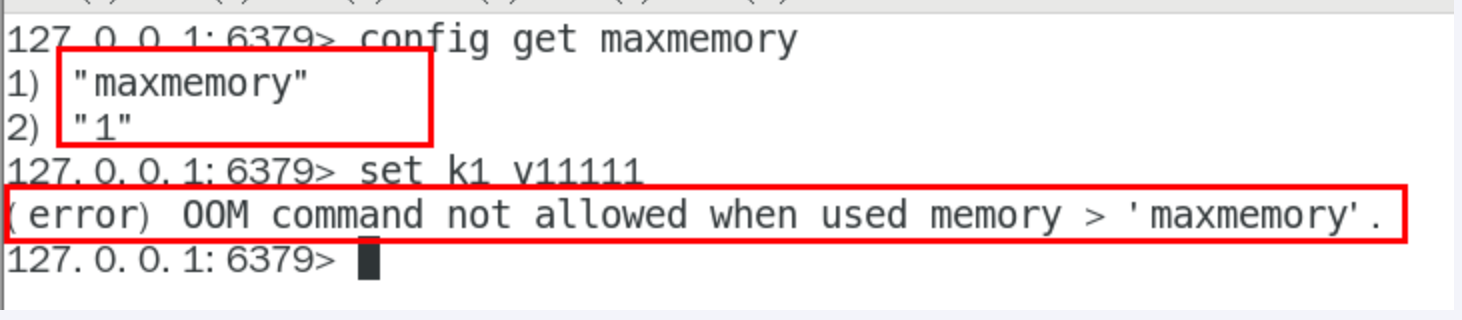 127.0.0.1:6379> config get maxmemory
1) "maxmemory"
2) "1"
127.0.0.1:6379> set k1 v11111
(error) OOM command not allowed when used memory > 'maxmemory'.
127.0.0.1:6379>